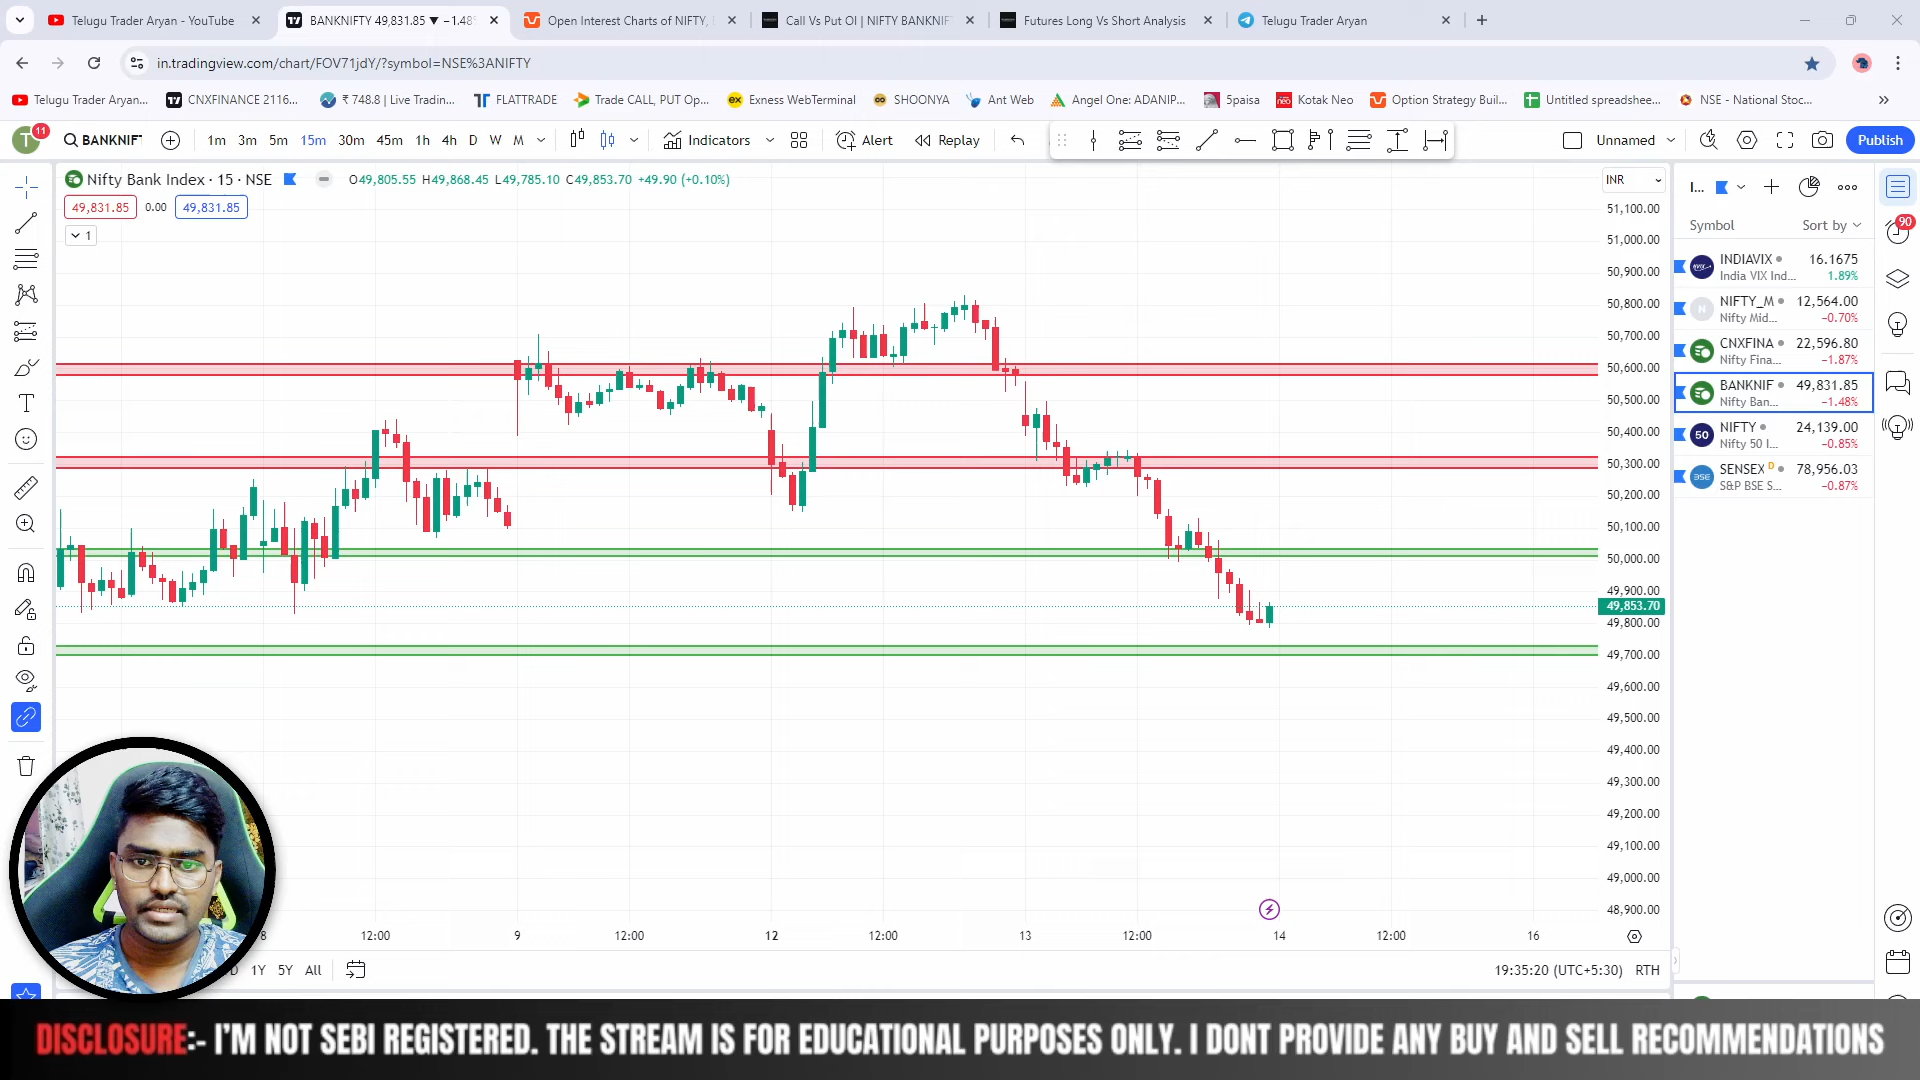 Telugu Trader Aryan - YouTube
BANKNIFTY 49,831.85 ▼ −1.48
Open Interest Charts of NIFTY,
Call Vs Put OI | NIFTY BANKNIF
Futures Long Vs Short Analysis
Telugu Trader Aryan
in.tradingview.com/chart/FOV71jdY/?symbol=NSE%3ANIFTY
Telugu Trader Aryan...
CNXFINANCE 2116...
₹ 748.8 | Live Tradin...
FLATTRADE
Trade CALL, PUT Op...
Exness WebTerminal
SHOONYA
Ant Web
Angel One: ADANIP...
5paisa
Kotak Neo
Option Strategy Buil...
Untitled spreadshee...
NSE - National Stoc...
T 11
BANKNIF
1m 3m 5m 15m 30m 45m 1h 4h D W M
Indicators
Alert
Replay
Unnamed
Publish
Nifty Bank Index · 15 · NSE
O49,805.55 H49,868.45 L49,785.10 C49,853.70 +49.90 (+0.10%)
49,831.85 0.00 49,831.85
1
INR
51,100.00
51,000.00
50,900.00
50,800.00
50,700.00
50,600.00
50,500.00
50,400.00
50,300.00
50,200.00
50,100.00
50,000.00
49,900.00
49,853.70
49,800.00
49,700.00
49,600.00
49,500.00
49,400.00
49,300.00
49,200.00
49,100.00
49,000.00
48,900.00
I...
Symbol Sort by
90
INDIAVIX 16.1675
India VIX Ind... 1.89%
NIFTY_M 12,564.00
Nifty Mid... −0.70%
CNXFINA 22,596.80
Nifty Fina... −1.87%
BANKNIF 49,831.85
Nifty Ban... −1.48%
50 NIFTY 24,139.00
Nifty 50 I... −0.85%
BSE SENSEX D 78,956.03
S&P BSE S... −0.87%
8 12:00 9 12:00 12 12:00 13 12:00 14 12:00 16
D 1Y 5Y All
19:35:20 (UTC+5:30) RTH
DISCLOSURE:- I'M NOT SEBI REGISTERED. THE STREAM IS FOR EDUCATIONAL PURPOSES ONLY. I DONT PROVIDE ANY BUY AND SELL RECOMMENDATIONS